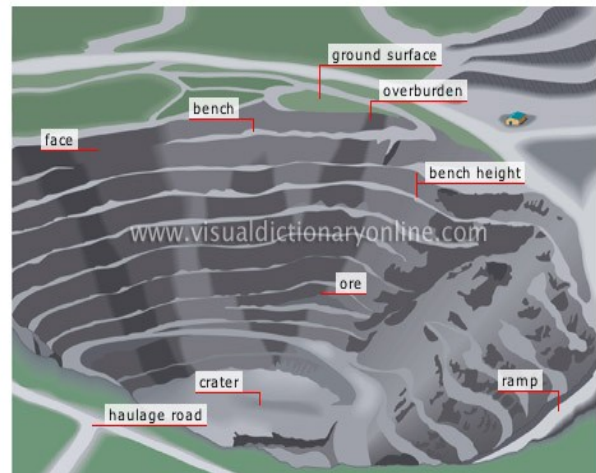 ground surface
overburden
bench
face
bench height
www.visualdictionaryonline.com
ore
crater
ramp
haulage road